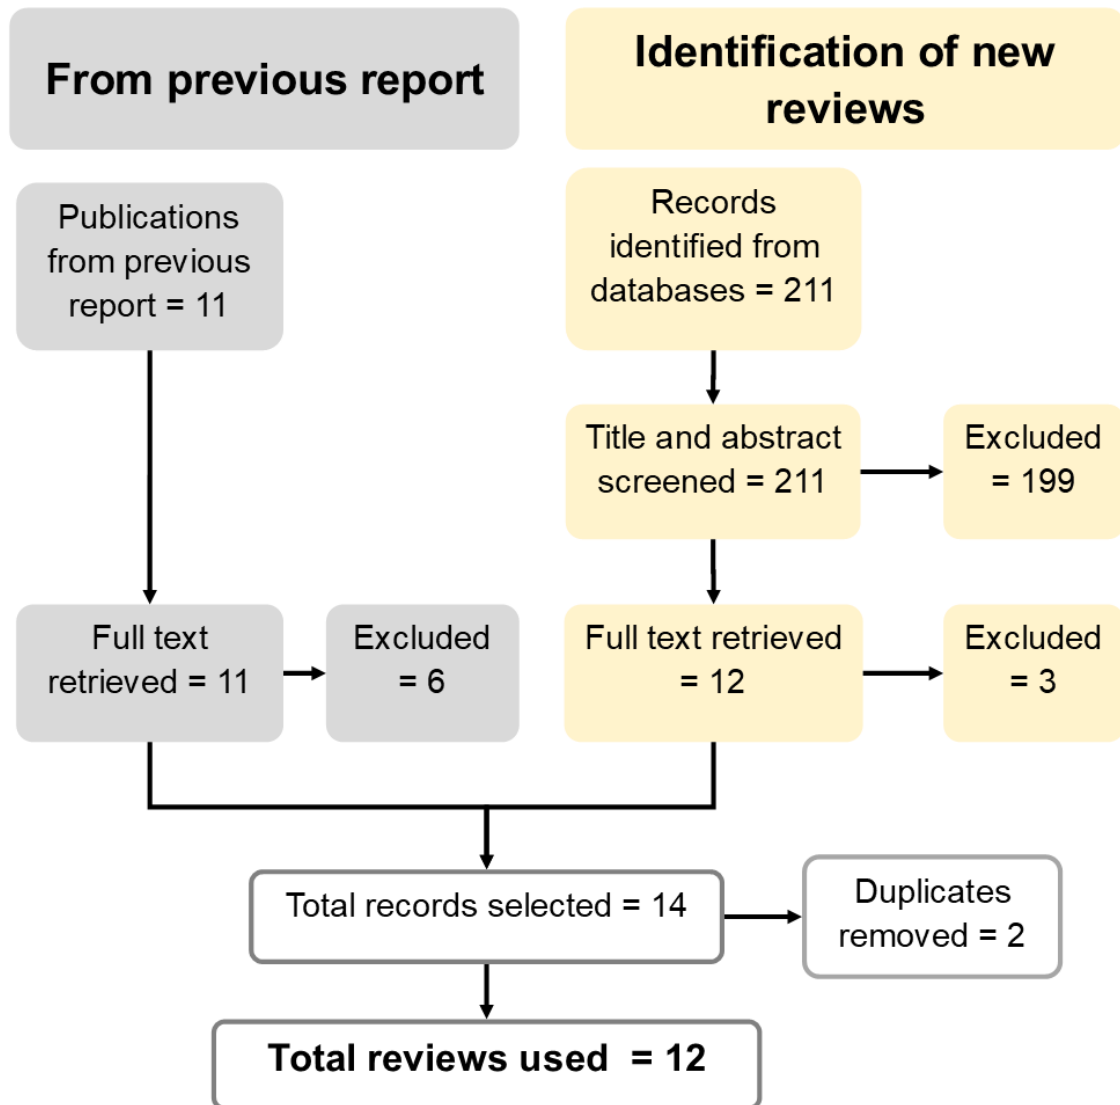 From previous report
Identification of new
reviews
Publications
from previous
report = 11
Records
identified from
databases = 211
Title and abstract
screened = 211
Excluded
= 199
Full text
retrieved = 11
Excluded
= 6
Full text retrieved
= 12
Excluded
= 3
Total records selected = 14
Duplicates
removed = 2
Total reviews used = 12